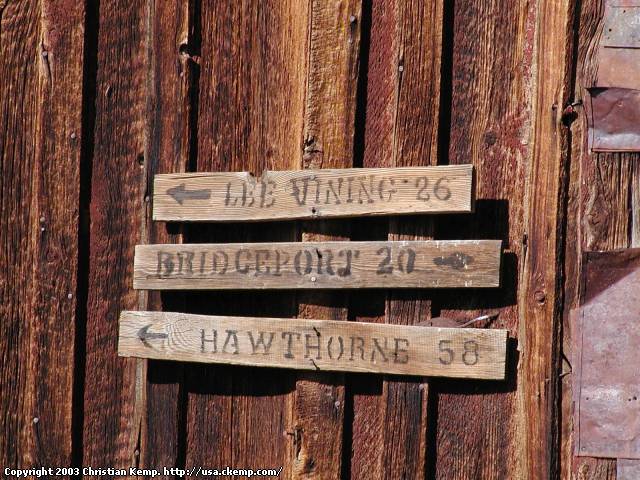 ← LEE VINING 26
BRIDGEPORT 20 →
← HAWTHORNE 58
Copyright 2003 Christian Kemp. http://usa.ckemp.com/